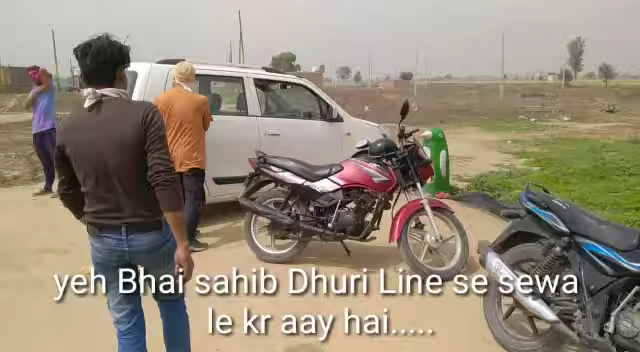 yeh Bhai sahib Dhuri Line se sewa
le kr aay hai.....